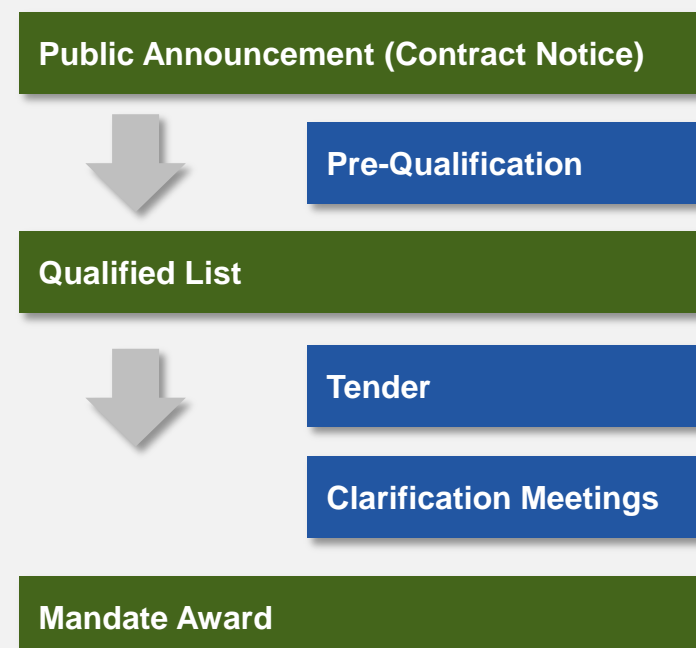 Public Announcement (Contract Notice)
Pre-Qualification
Qualified List
Tender
Clarification Meetings
Mandate Award